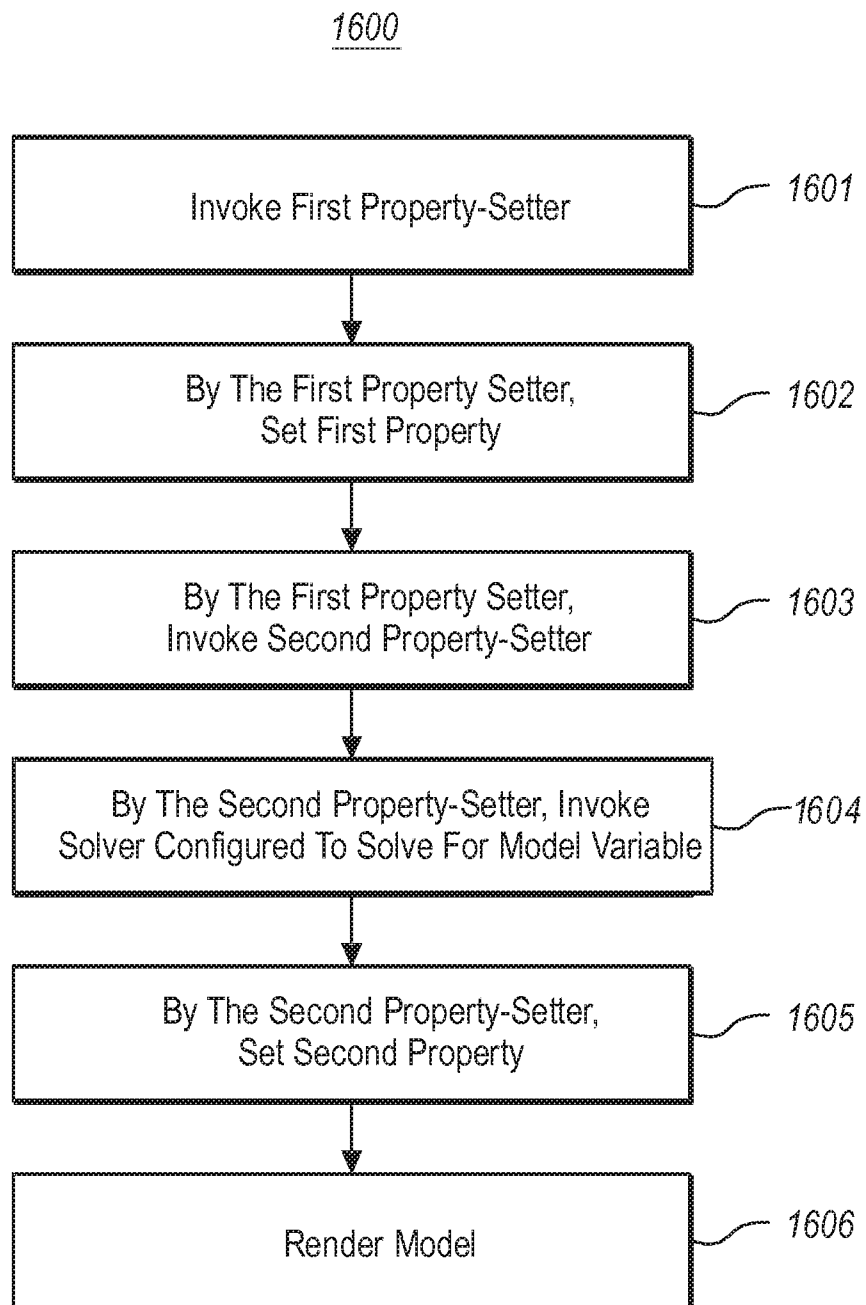 1600
Invoke First Property-Setter
1601
By The First Property Setter,
Set First Property
1602
By The First Property Setter,
Invoke Second Property-Setter
1603
By The Second Property-Setter, Invoke
Solver Configured To Solve For Model Variable
1604
By The Second Property-Setter,
Set Second Property
1605
Render Model
1606